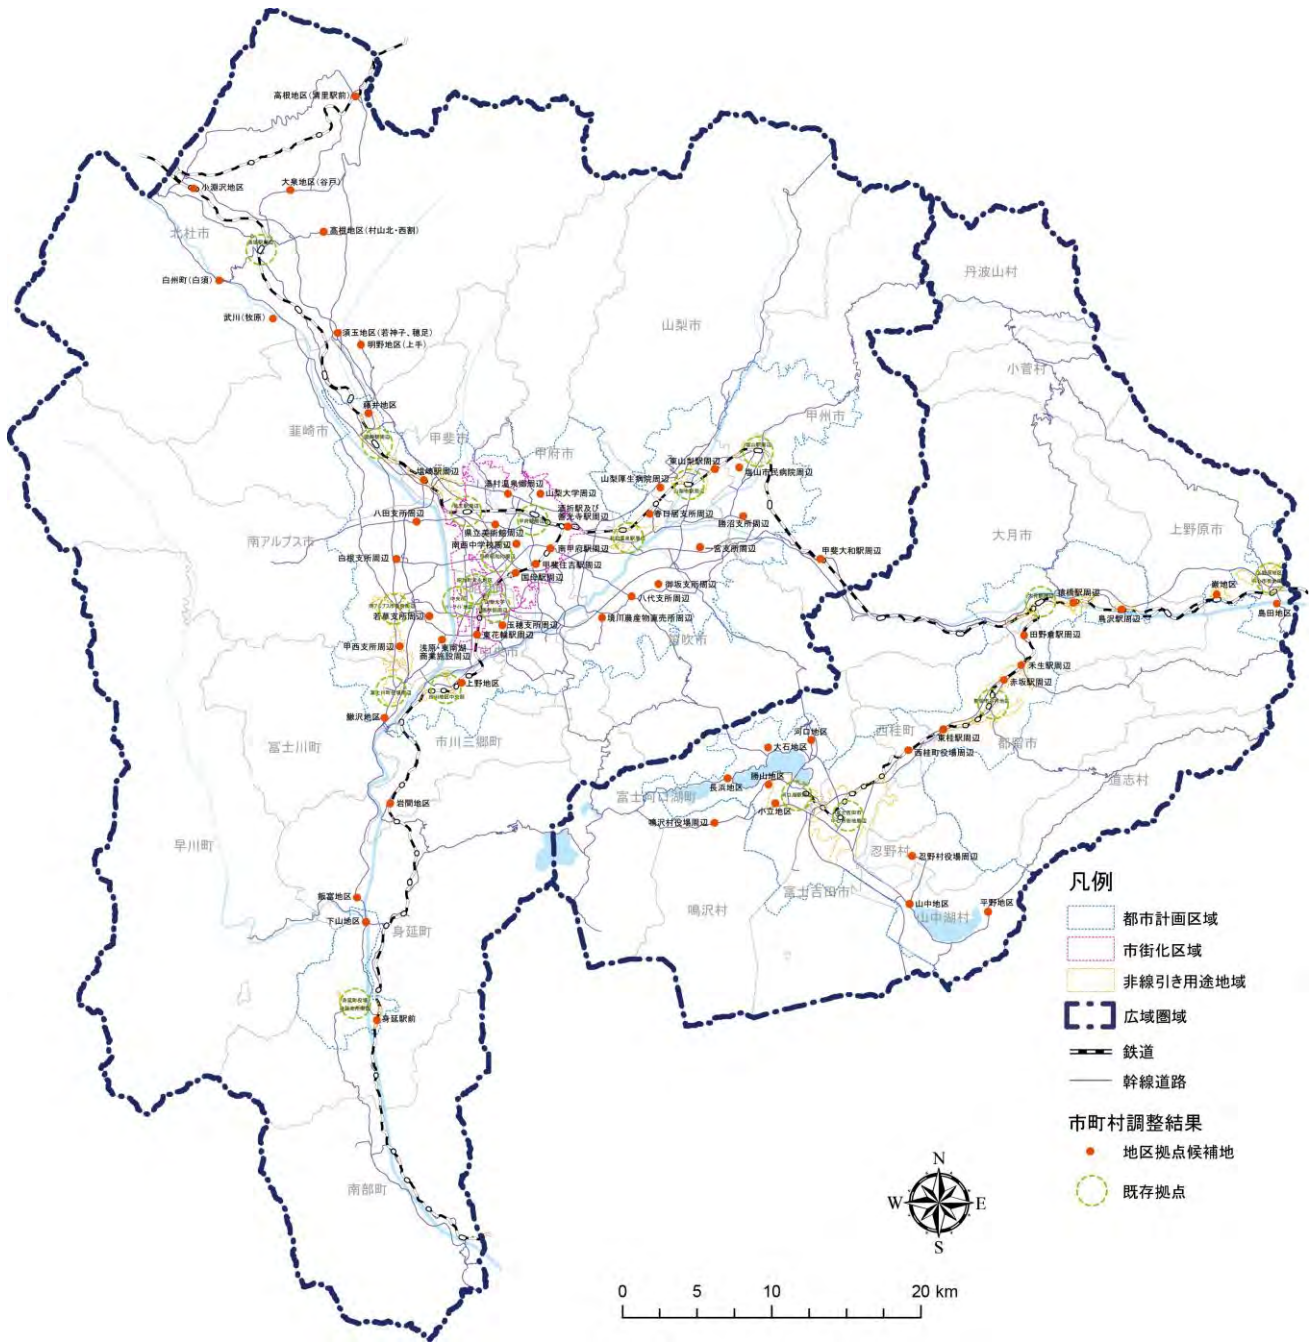 高根地区(清里駅前)
小淵沢地区
大泉地区(谷戸)
北杜市
高根地区(村山北・西割)
白州町(白須)
武川(牧原)
須玉地区(若神子、穂足)
明野地区(上手)
丹波山村
山梨市
小菅村
藤井地区
韮崎市
甲斐市
甲府市
甲州市
塩崎駅周辺
湯村温泉郷周辺
山梨大学周辺
東山梨駅周辺
塩山市民病院周辺
山梨厚生病院周辺
八田支所周辺
県立美術館周辺
酒折駅及び
善光寺駅周辺
春日居支所周辺
勝沼支所周辺
大月市
上野原市
南アルプス市
南西中学校周辺
南甲府駅周辺
一宮支所周辺
甲斐大和駅周辺
白根支所周辺
甲斐住吉駅周辺
国母駅周辺
御坂支所周辺
八代支所周辺
境川農産物直売所周辺
笛吹市
猿橋駅周辺
鳥沢駅周辺
巌地区
島田地区
若草支所周辺
玉穂支所周辺
東花輪駅周辺
甲西支所周辺
浅原・東南湖
商業施設周辺
中央市
田野倉駅周辺
禾生駅周辺
赤坂駅周辺
上野地区
鰍沢地区
市川三郷町
富士川町
西桂町
東桂駅周辺
西桂町役場周辺
都留市
道志村
河口地区
大石地区
勝山地区
長浜地区
富士河口湖町
小立地区
鳴沢村役場周辺
岩間地区
早川町
忍野村
忍野村役場周辺
富士吉田市
鳴沢村
山中地区
山中湖村
平野地区
飯富地区
下山地区
身延町
身延駅前
南部町
凡例
都市計画区域
市街化区域
非線引き用途地域
広域圏域
鉄道
幹線道路
市町村調整結果
地区拠点候補地
既存拠点
N
W E
S
0 5 10 20 km